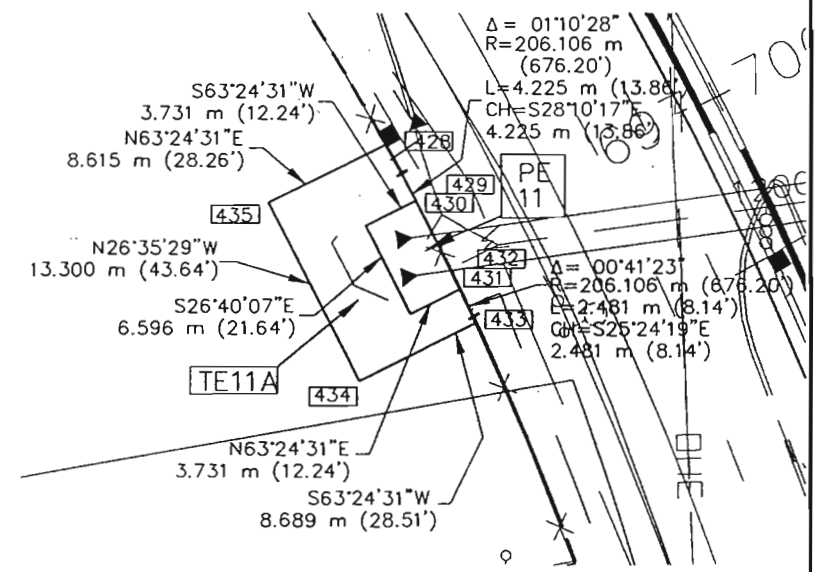 Δ = 01°10'28"
R=206.106 m
(676.20')
L=4.225 m (13.86')
CH=S28°10'17"E
4.225 m (13.86')
S63°24'31"W
3.731 m (12.24')
N63°24'31"E
8.615 m (28.26')
428
429
430
PE
11
435
N26°35'29"W
13.300 m (43.64')
432
431
433
Δ= 00°41'23"
R=206.106 m (676.20')
L=2.481 m (8.14')
CH=S25°24'19"E
2.481 m (8.14')
S26°40'07"E
6.596 m (21.64')
TE11A
434
N63°24'31"E
3.731 m (12.24')
S63°24'31"W
8.689 m (28.51')